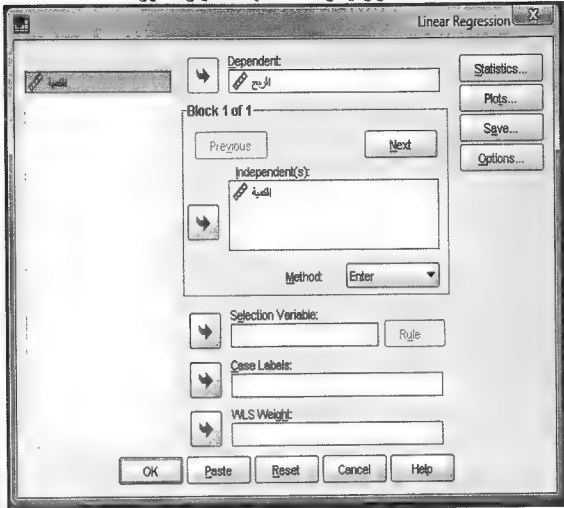 Linear Regression
الكمية
Dependent:
الربح
Statistics...
Plots...
Save...
Options...
Block 1 of 1
Previous
Next
Independent(s):
الكمية
Method:
Enter
Selection Variable:
Rule
Case Labels:
WLS Weight:
OK
Paste
Reset
Cancel
Help